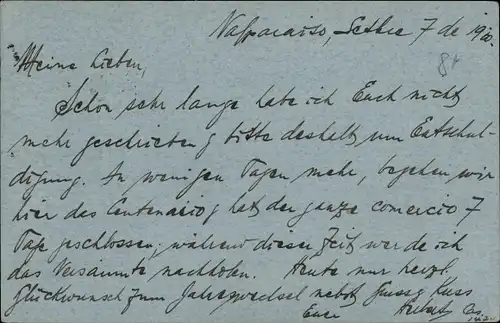 Valparaiso, Setbre 7 de 1910.
Meine Lieben,
Schon sehr lange habe ich Euch nicht
mehr geschrieben & bitte deshalb um Entschul-
digung. In wenigen Tagen mehr, begehen wir
hier das Centenario & hat der ganze comercio 7
Tage geschlossen; während dieser Zeit werde ich
das Versäumte nachholen. Heute nur herzl.
Glückwunsch zum Jahreswechsel nebst Gruss & Kuss
Euer